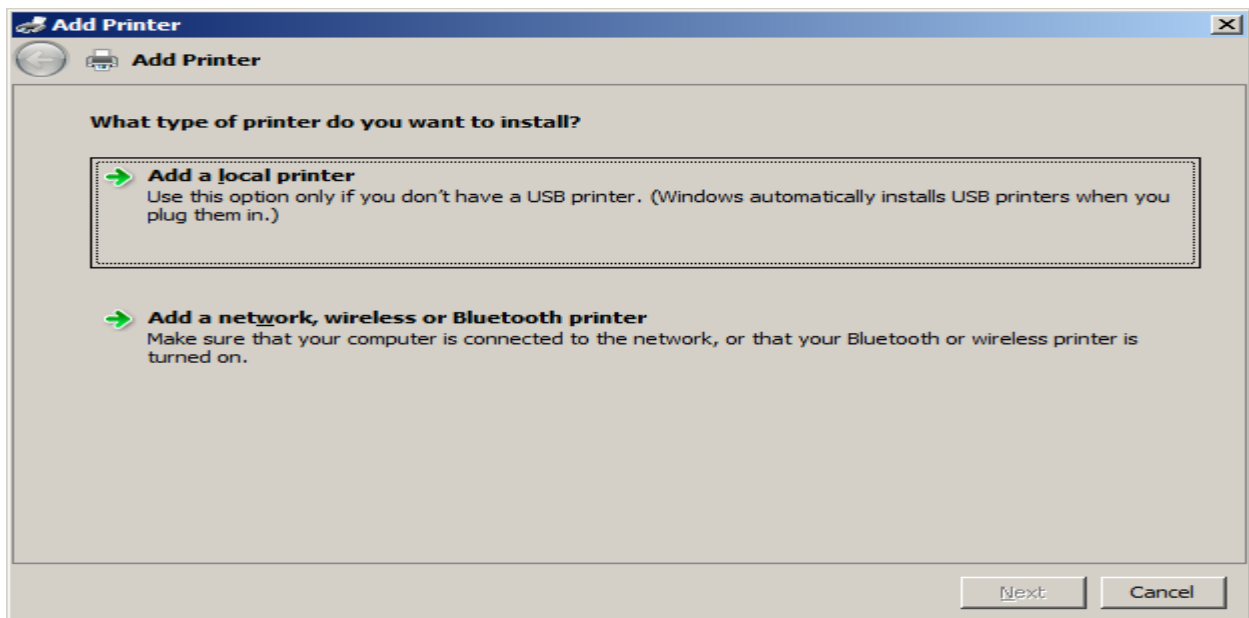 Add Printer
Add Printer
What type of printer do you want to install?
Add a local printer
Use this option only if you don't have a USB printer. (Windows automatically installs USB printers when you
plug them in.)
Add a network, wireless or Bluetooth printer
Make sure that your computer is connected to the network, or that your Bluetooth or wireless printer is
turned on.
Next Cancel